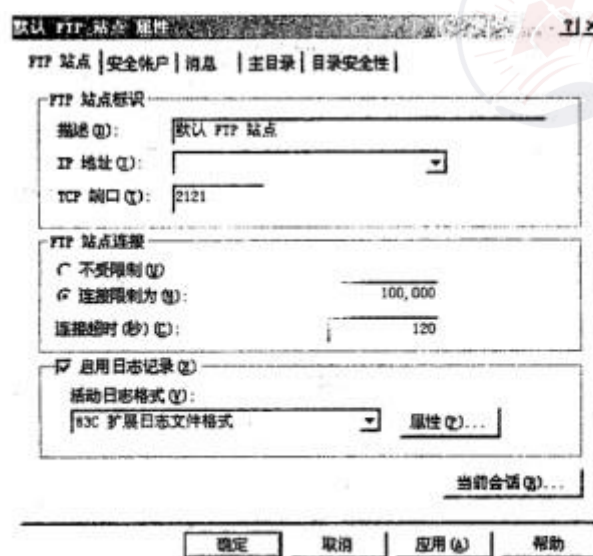 默认 FTP 站点 属性 ? ×
FTP 站点 安全帐户 消息 主目录 目录安全性
FTP 站点标识
描述(D): 默认 FTP 站点
IP 地址(I):
TCP 端口(T): 2121
FTP 站点连接
不受限制(U)
连接限制为(M): 100,000
连接超时(秒)(C): 120
启用日志记录(E)
活动日志格式(V):
W3C 扩展日志文件格式 属性(P)...
当前会话(R)...
确定 取消 应用(A) 帮助